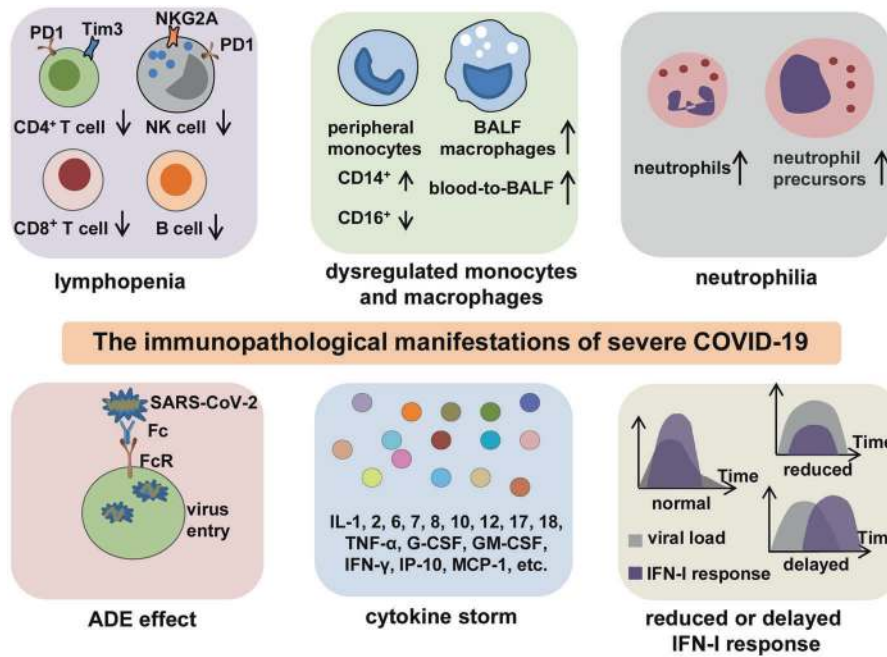 PD1
Tim3
NKG2A
PD1
CD4⁺ T cell
NK cell
CD8⁺ T cell
B cell
lymphopenia
peripheral
monocytes
CD14⁺
CD16⁺
BALF
macrophages
blood-to-BALF
dysregulated monocytes
and macrophages
neutrophils
neutrophil
precursors
neutrophilia
The immunopathological manifestations of severe COVID-19
SARS-CoV-2
Fc
FcR
virus
entry
ADE effect
IL-1, 2, 6, 7, 8, 10, 12, 17, 18,
TNF-α, G-CSF, GM-CSF,
IFN-γ, IP-10, MCP-1, etc.
cytokine storm
Time
normal
Time
reduced
Time
delayed
viral load
IFN-I response
reduced or delayed
IFN-I response